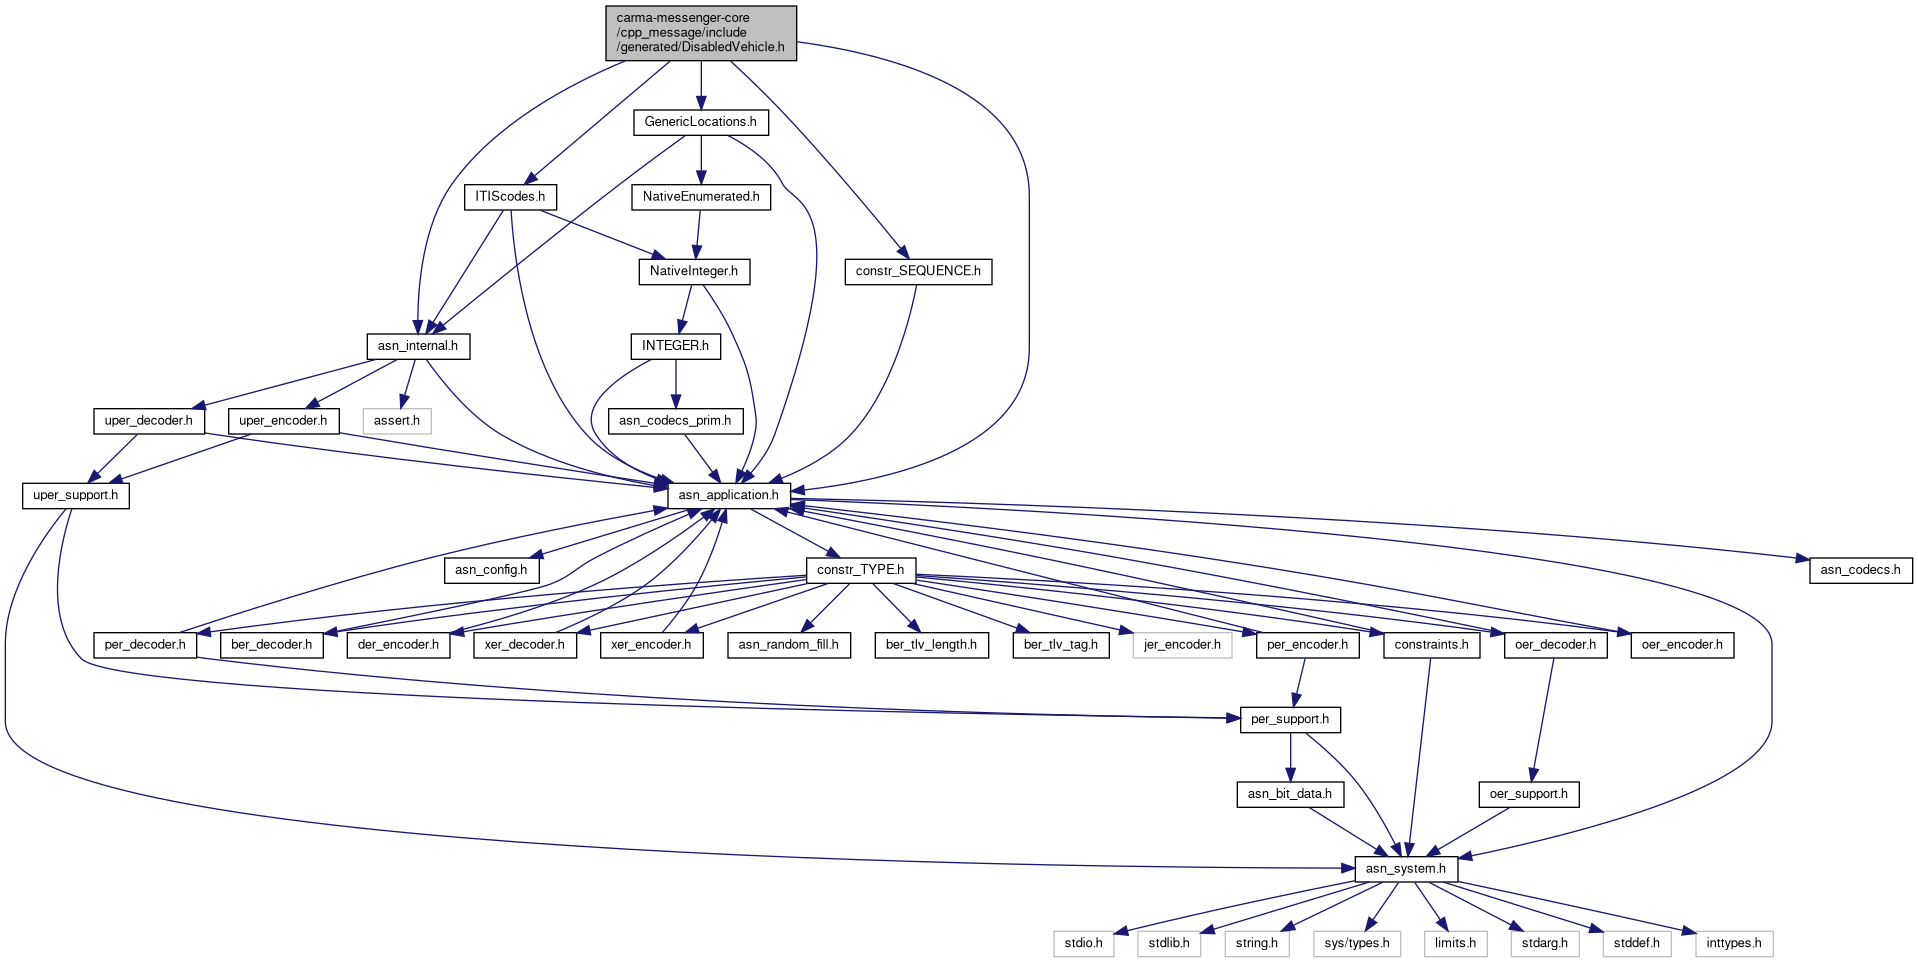 carma-messenger-core
/cpp_message/include
/generated/DisabledVehicle.h
GenericLocations.h
ITIScodes.h
NativeEnumerated.h
NativeInteger.h
constr_SEQUENCE.h
asn_internal.h
INTEGER.h
uper_decoder.h
uper_encoder.h
assert.h
asn_codecs_prim.h
uper_support.h
asn_application.h
asn_config.h
constr_TYPE.h
asn_codecs.h
per_decoder.h
ber_decoder.h
der_encoder.h
xer_decoder.h
xer_encoder.h
asn_random_fill.h
ber_tlv_length.h
ber_tlv_tag.h
jer_encoder.h
per_encoder.h
constraints.h
oer_decoder.h
oer_encoder.h
per_support.h
asn_bit_data.h
oer_support.h
asn_system.h
stdio.h
stdlib.h
string.h
sys/types.h
limits.h
stdarg.h
stddef.h
inttypes.h